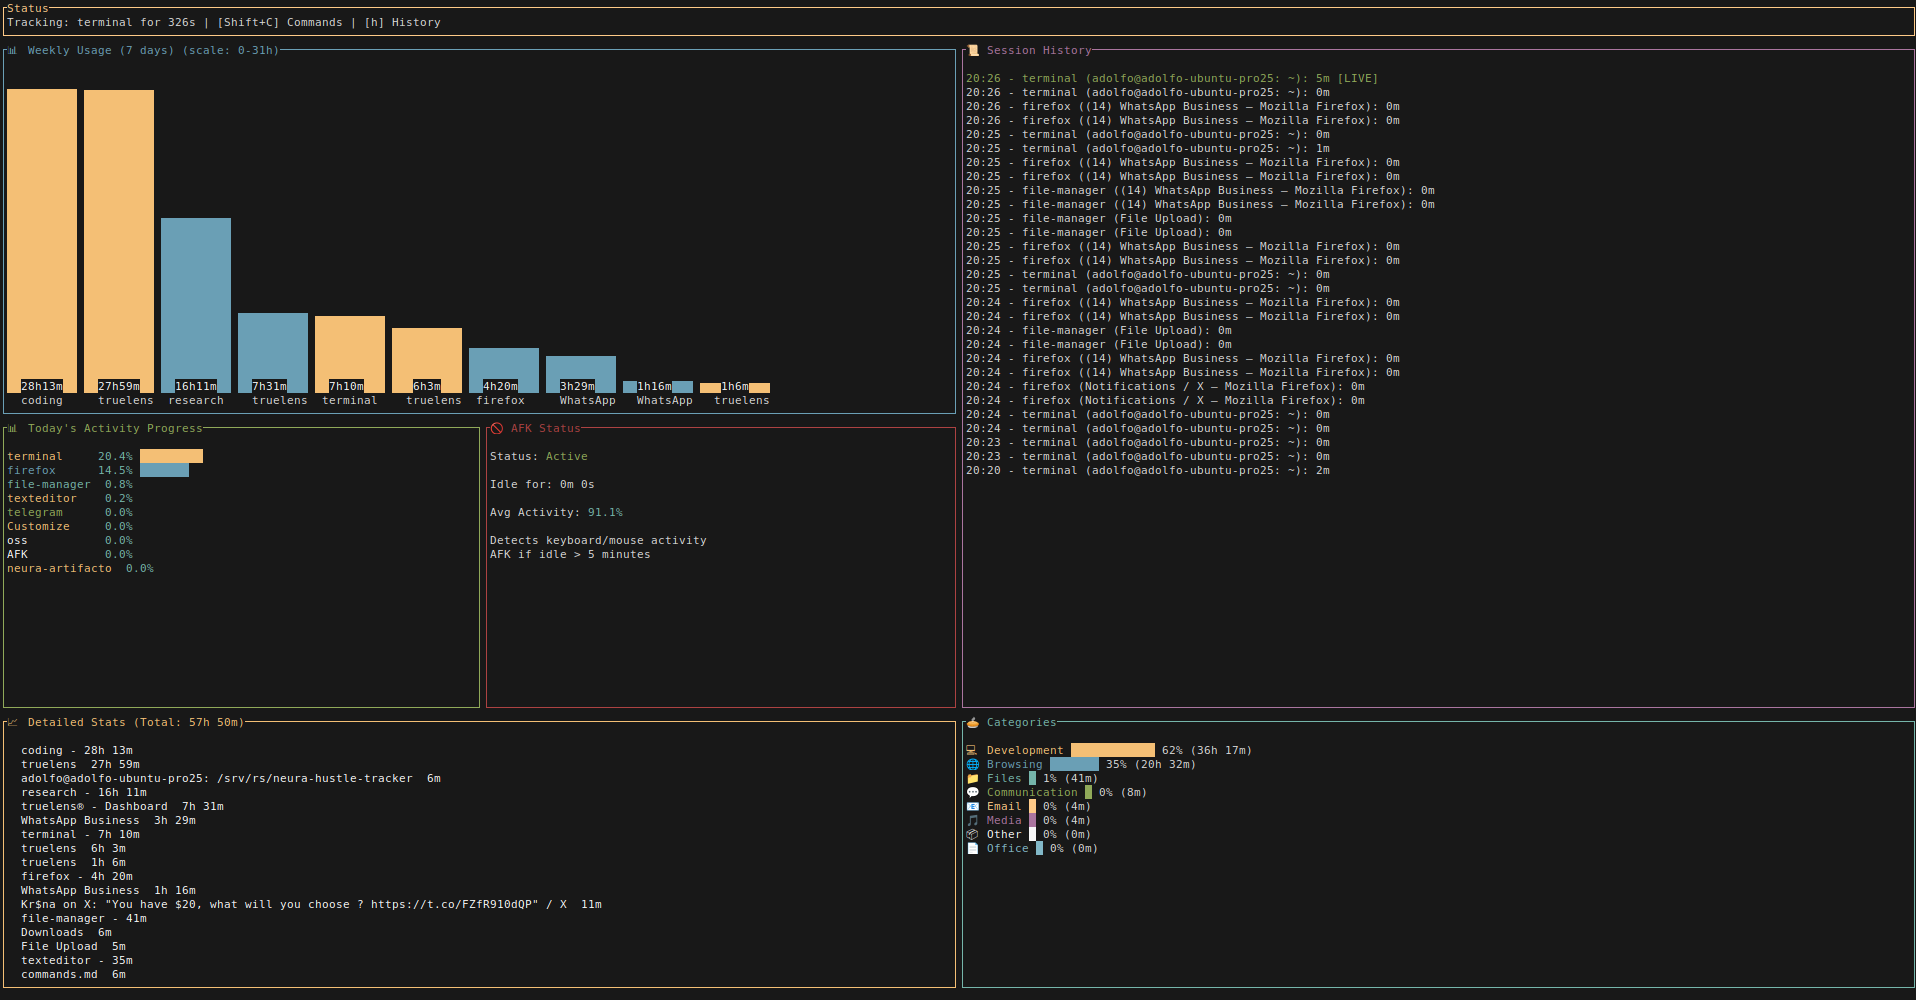 Status
Tracking: terminal for 326s | [Shift+C] Commands | [h] History
Weekly Usage (7 days) (scale: 0-31h)
28h13m 27h59m 16h11m 7h31m 7h10m 6h3m 4h20m 3h29m 1h16m 1h6m
coding truelens research truelens terminal truelens firefox WhatsApp WhatsApp truelens
Session History
20:26 - terminal (adolfo@adolfo-ubuntu-pro25: ~): 5m [LIVE]
20:26 - terminal (adolfo@adolfo-ubuntu-pro25: ~): 0m
20:26 - firefox ((14) WhatsApp Business — Mozilla Firefox): 0m
20:26 - firefox ((14) WhatsApp Business — Mozilla Firefox): 0m
20:25 - terminal (adolfo@adolfo-ubuntu-pro25: ~): 0m
20:25 - terminal (adolfo@adolfo-ubuntu-pro25: ~): 1m
20:25 - firefox ((14) WhatsApp Business — Mozilla Firefox): 0m
20:25 - firefox ((14) WhatsApp Business — Mozilla Firefox): 0m
20:25 - file-manager ((14) WhatsApp Business — Mozilla Firefox): 0m
20:25 - file-manager ((14) WhatsApp Business — Mozilla Firefox): 0m
20:25 - file-manager (File Upload): 0m
20:25 - file-manager (File Upload): 0m
20:25 - firefox ((14) WhatsApp Business — Mozilla Firefox): 0m
20:25 - firefox ((14) WhatsApp Business — Mozilla Firefox): 0m
20:25 - terminal (adolfo@adolfo-ubuntu-pro25: ~): 0m
20:25 - terminal (adolfo@adolfo-ubuntu-pro25: ~): 0m
20:24 - firefox ((14) WhatsApp Business — Mozilla Firefox): 0m
20:24 - firefox ((14) WhatsApp Business — Mozilla Firefox): 0m
20:24 - file-manager (File Upload): 0m
20:24 - file-manager (File Upload): 0m
20:24 - firefox ((14) WhatsApp Business — Mozilla Firefox): 0m
20:24 - firefox ((14) WhatsApp Business — Mozilla Firefox): 0m
20:24 - firefox (Notifications / X — Mozilla Firefox): 0m
20:24 - firefox (Notifications / X — Mozilla Firefox): 0m
20:24 - terminal (adolfo@adolfo-ubuntu-pro25: ~): 0m
20:24 - terminal (adolfo@adolfo-ubuntu-pro25: ~): 0m
20:23 - terminal (adolfo@adolfo-ubuntu-pro25: ~): 0m
20:23 - terminal (adolfo@adolfo-ubuntu-pro25: ~): 0m
20:20 - terminal (adolfo@adolfo-ubuntu-pro25: ~): 2m
Today's Activity Progress
terminal 20.4%
firefox 14.5%
file-manager 0.8%
texteditor 0.2%
telegram 0.0%
Customize 0.0%
oss 0.0%
AFK 0.0%
neura-artifacto 0.0%
AFK Status
Status: Active
Idle for: 0m 0s
Avg Activity: 91.1%
Detects keyboard/mouse activity
AFK if idle > 5 minutes
Detailed Stats (Total: 57h 50m)
coding - 28h 13m
truelens 27h 59m
adolfo@adolfo-ubuntu-pro25: /srv/rs/neura-hustle-tracker 6m
research - 16h 11m
truelens® - Dashboard 7h 31m
WhatsApp Business 3h 29m
terminal - 7h 10m
truelens 6h 3m
truelens 1h 6m
firefox - 4h 20m
WhatsApp Business 1h 16m
Kr$na on X: "You have $20, what will you choose ? https://t.co/FZfR910dQP" / X 11m
file-manager - 41m
Downloads 6m
File Upload 5m
texteditor - 35m
commands.md 6m
Categories
Development 62% (36h 17m)
Browsing 35% (20h 32m)
Files 1% (41m)
Communication 0% (8m)
Email 0% (4m)
Media 0% (4m)
Other 0% (0m)
Office 0% (0m)